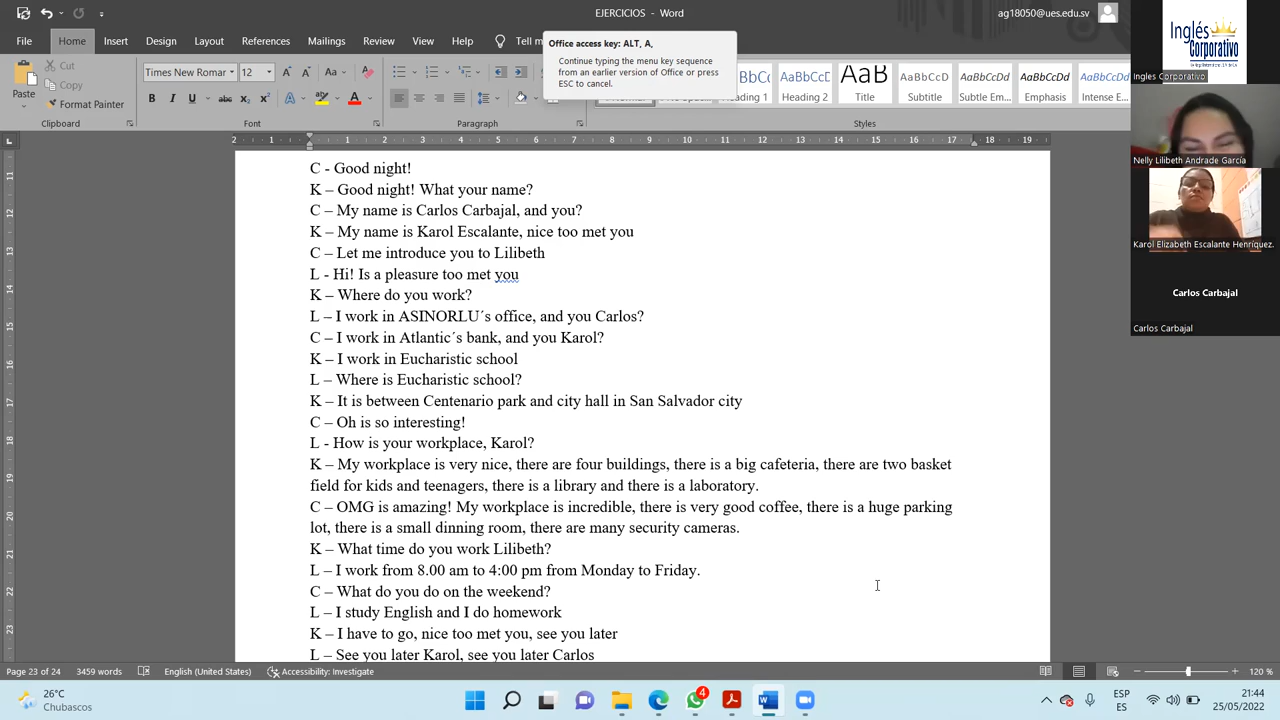 EJERCICIOS - Word
ag18050@ues.edu.sv
File Home Insert Design Layout References Mailings Review View Help Tell m
Office access key: ALT, A,
Continue typing the menu key sequence
from an earlier version of Office or press
ESC to cancel.
Paste
Cut
Copy
Format Painter
Clipboard
Times New Roman 12
Font
Paragraph
Heading 1
Heading 2
Title
Subtitle
Subtle Em...
Emphasis
Intense E...
Styles
C - Good night!
K – Good night! What your name?
C – My name is Carlos Carbajal, and you?
K – My name is Karol Escalante, nice too met you
C – Let me introduce you to Lilibeth
L - Hi! Is a pleasure too met you
K – Where do you work?
L – I work in ASINORLU´s office, and you Carlos?
C – I work in Atlantic´s bank, and you Karol?
K – I work in Eucharistic school
L – Where is Eucharistic school?
K – It is between Centenario park and city hall in San Salvador city
C – Oh is so interesting!
L - How is your workplace, Karol?
K – My workplace is very nice, there are four buildings, there is a big cafeteria, there are two basket
field for kids and teenagers, there is a library and there is a laboratory.
C – OMG is amazing! My workplace is incredible, there is very good coffee, there is a huge parking
lot, there is a small dinning room, there are many security cameras.
K – What time do you work Lilibeth?
L – I work from 8.00 am to 4:00 pm from Monday to Friday.
C – What do you do on the weekend?
L – I study English and I do homework
K – I have to go, nice too met you, see you later
L – See you later Karol, see you later Carlos
Inglés
Corporativo
Ingles Corporativo
Nelly Lilibeth Andrade García
Karol Elizabeth Escalante Henríquez.
Carlos Carbajal
Carlos Carbajal
Page 23 of 24 3459 words English (United States) Accessibility: Investigate 120 %
26°C
Chubascos
4
ESP
ES
21:44
25/05/2022